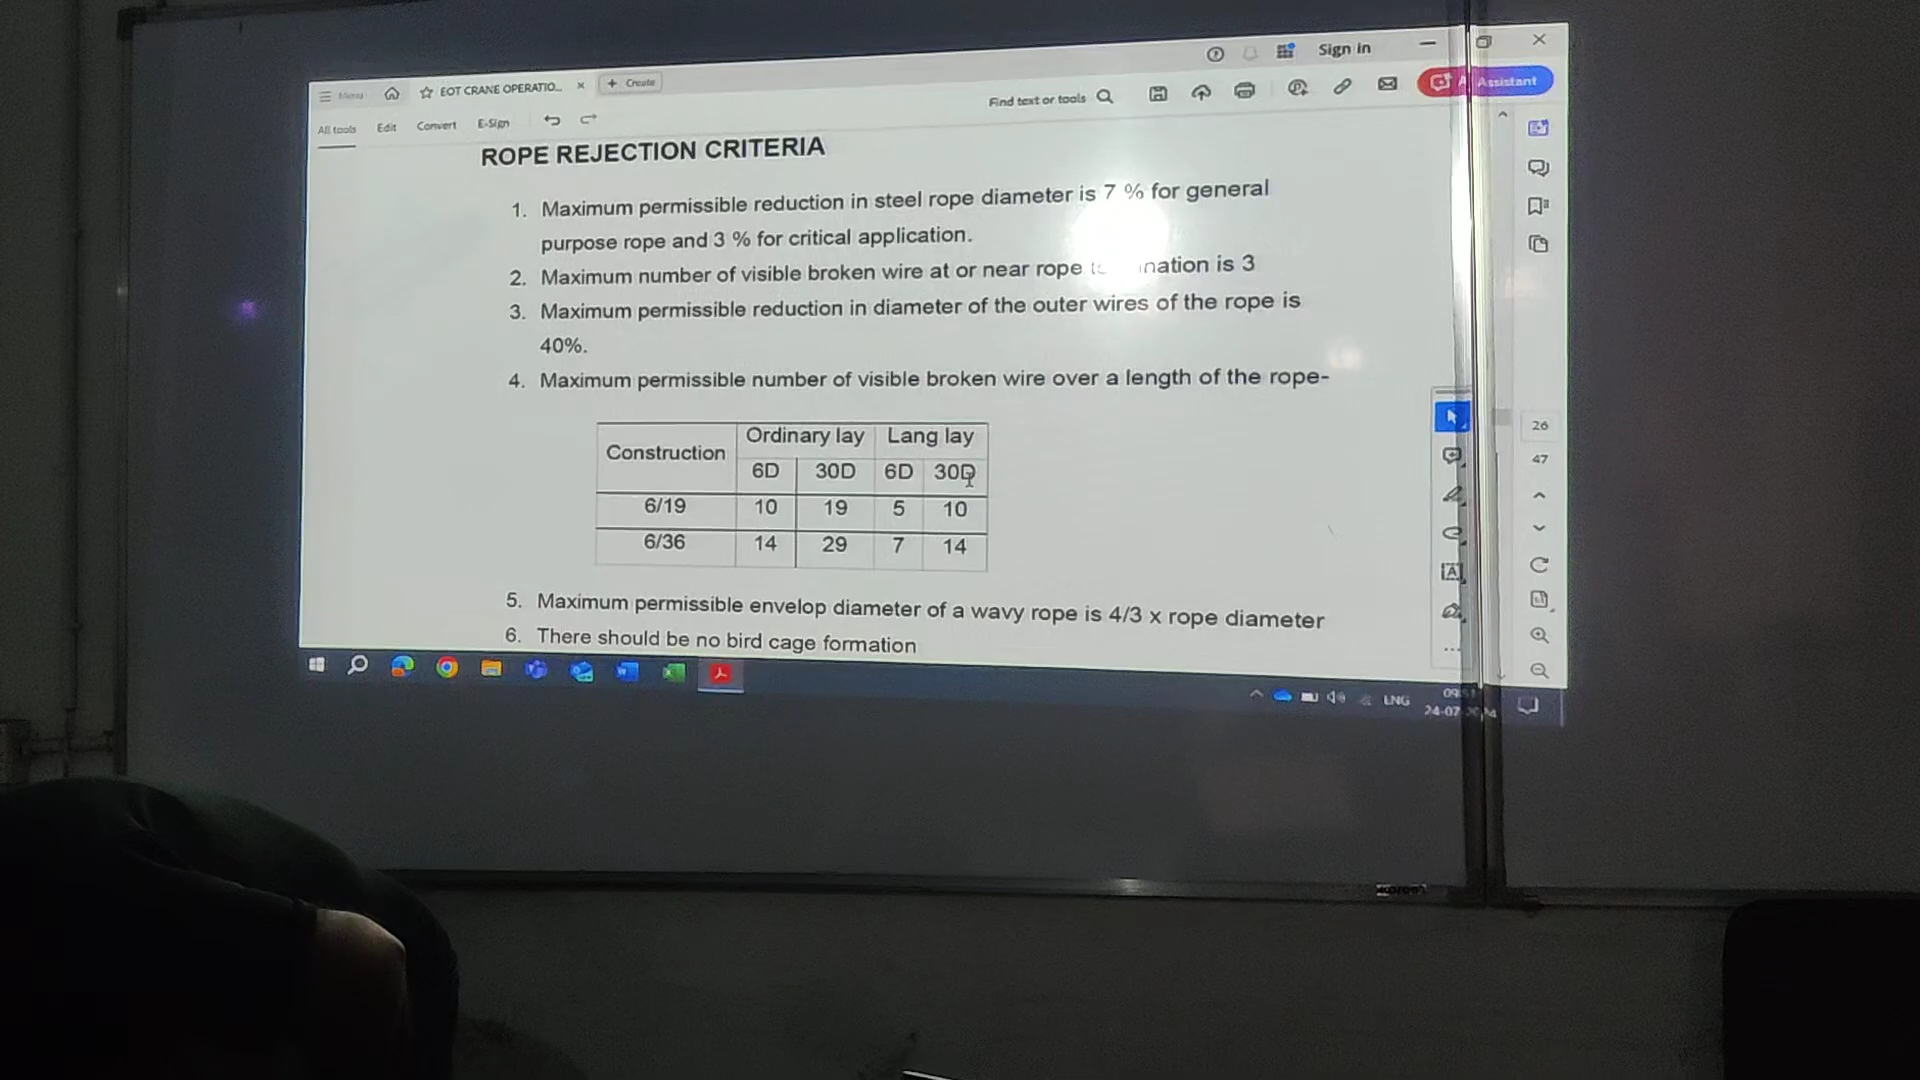 Sign in
Menu
EOT CRANE OPERATIO...
Create
Find text or tools
Assistant
All tools
Edit
Convert
E-Sign
ROPE REJECTION CRITERIA
1. Maximum permissible reduction in steel rope diameter is 7 % for general
purpose rope and 3 % for critical application.
2. Maximum number of visible broken wire at or near rope is 3
3. Maximum permissible reduction in diameter of the outer wires of the rope is
40%.
4. Maximum permissible number of visible broken wire over a length of the rope-
Construction Ordinary lay Lang lay
6D 30D 6D 30D
6/19 10 19 5 10
6/36 14 29 7 14
5. Maximum permissible envelop diameter of a wavy rope is 4/3 x rope diameter
6. There should be no bird cage formation
26
47
ENG